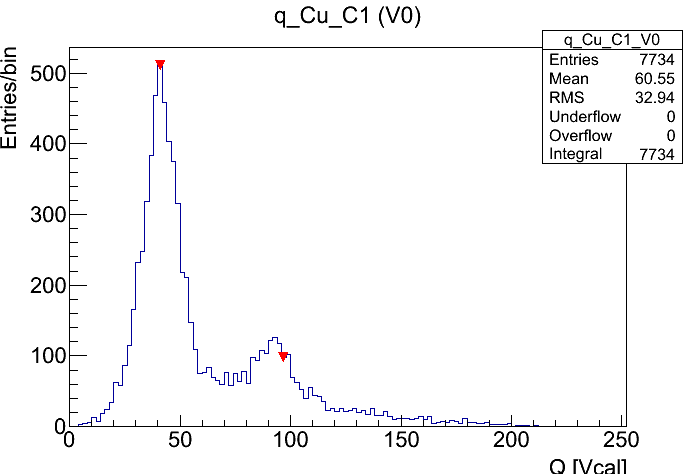 q_Cu_C1 (V0)
Entries/bin
500
400
300
200
100
0
0 50 100 150 200 250
Q [Vcal]
q_Cu_C1_V0
Entries 7734
Mean 60.55
RMS 32.94
Underflow 0
Overflow 0
Integral 7734